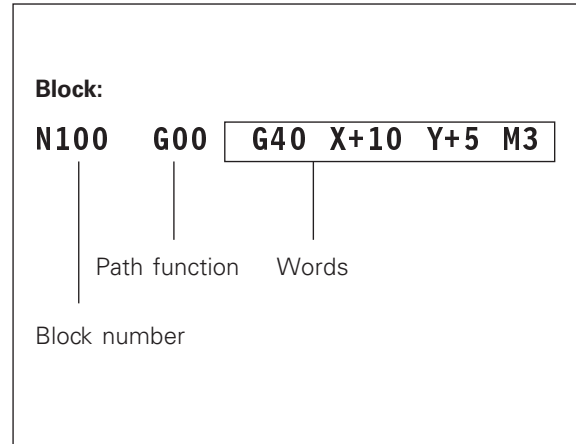 Block:
N100 G00 G40 X+10 Y+5 M3
Path function Words
Block number